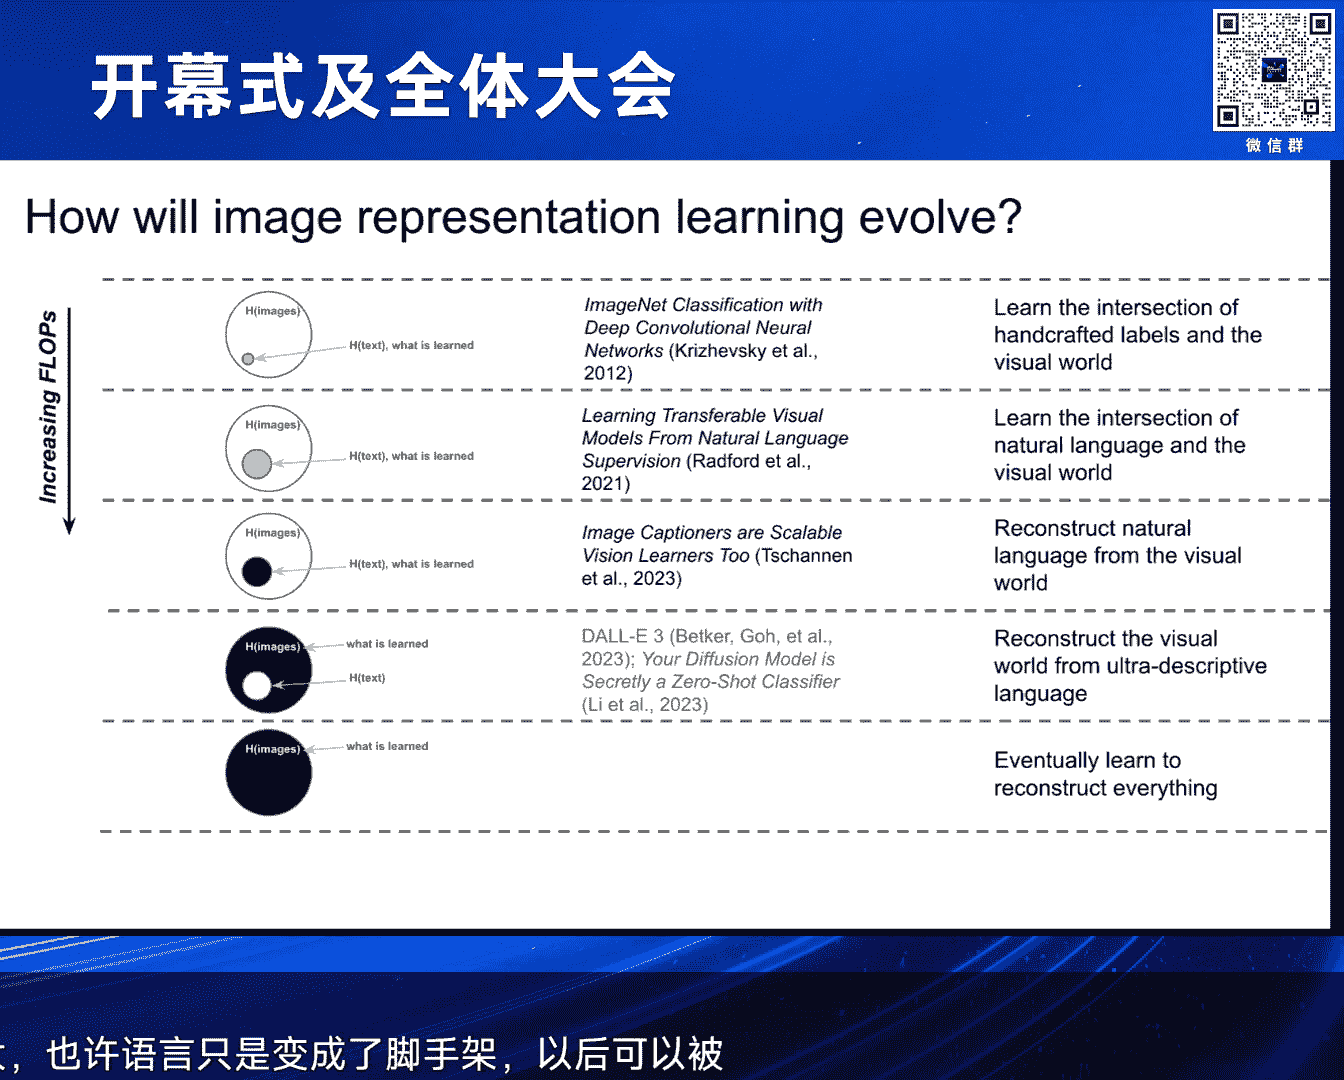 开幕式及全体大会
微信群
How will image representation learning evolve?
Increasing FLOPs
H(images)
H(text), what is learned
ImageNet Classification with
Deep Convolutional Neural
Networks (Krizhevsky et al.,
2012)
Learn the intersection of
handcrafted labels and the
visual world
H(images)
H(text), what is learned
Learning Transferable Visual
Models From Natural Language
Supervision (Radford et al.,
2021)
Learn the intersection of
natural language and the
visual world
H(images)
H(text), what is learned
Image Captioners are Scalable
Vision Learners Too (Tschannen
et al., 2023)
Reconstruct natural
language from the visual
world
H(images)
what is learned
H(text)
DALL-E 3 (Betker, Goh, et al.,
2023); Your Diffusion Model is
Secretly a Zero-Shot Classifier
(Li et al., 2023)
Reconstruct the visual
world from ultra-descriptive
language
H(images)
what is learned
Eventually learn to
reconstruct everything
，也许语言只是变成了脚手架，以后可以被